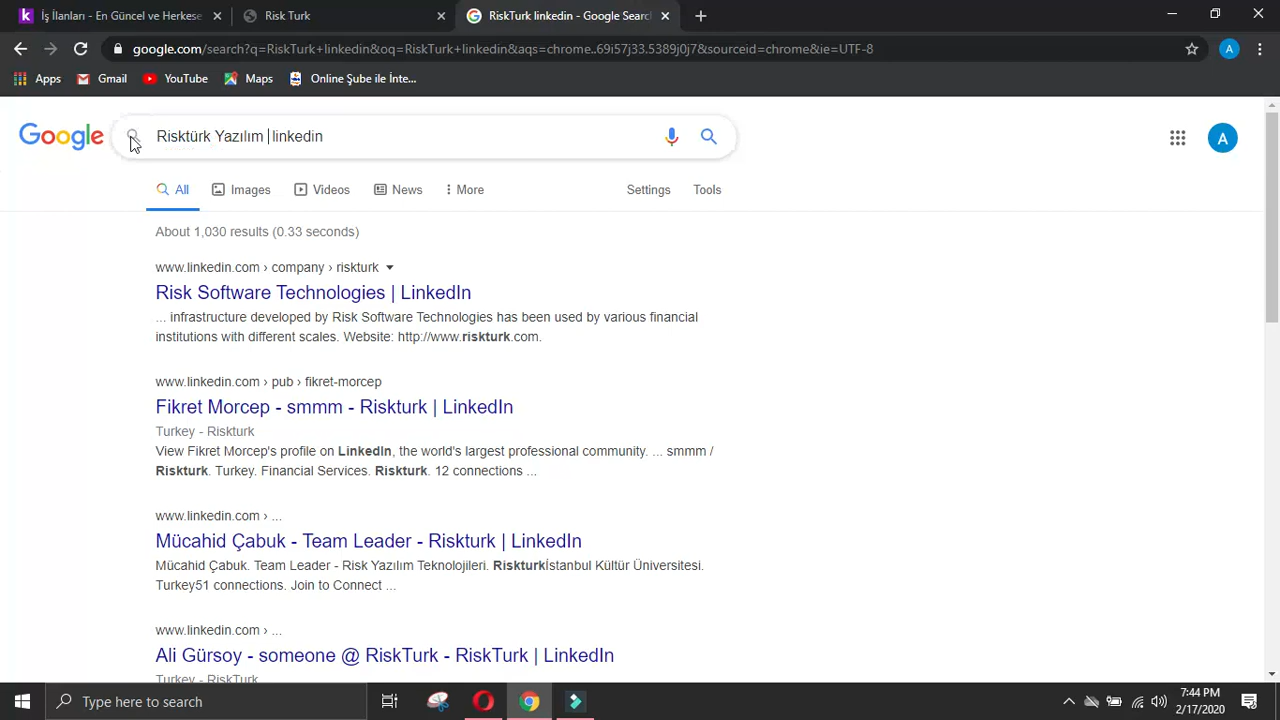 İş İlanları - En Güncel ve Herkese
Risk Turk
RiskTurk linkedin - Google Search
google.com/search?q=RiskTurk+linkedin&oq=RiskTurk+linkedin&aqs=chrome..69i57j33.5389j0j7&sourceid=chrome&ie=UTF-8
A
Apps
Gmail
YouTube
Maps
Online Şube ile İnte...
Google
Risktürk Yazılım linkedin
A
All
Images
Videos
News
More
Settings
Tools
About 1,030 results (0.33 seconds)
www.linkedin.com › company › riskturk
Risk Software Technologies | LinkedIn
... infrastructure developed by Risk Software Technologies has been used by various financial
institutions with different scales. Website: http://www.riskturk.com.
www.linkedin.com › pub › fikret-morcep
Fikret Morcep - smmm - Riskturk | LinkedIn
Turkey - Riskturk
View Fikret Morcep's profile on LinkedIn, the world's largest professional community. ... smmm /
Riskturk. Turkey. Financial Services. Riskturk. 12 connections ...
www.linkedin.com › ...
Mücahid Çabuk - Team Leader - Riskturk | LinkedIn
Mücahid Çabuk. Team Leader - Risk Yazılım Teknolojileri. Riskturkİstanbul Kültür Üniversitesi.
Turkey51 connections. Join to Connect ...
www.linkedin.com › ...
Ali Gürsoy - someone @ RiskTurk - RiskTurk | LinkedIn
Turkey - RiskTurk
Type here to search
7:44 PM
2/17/2020